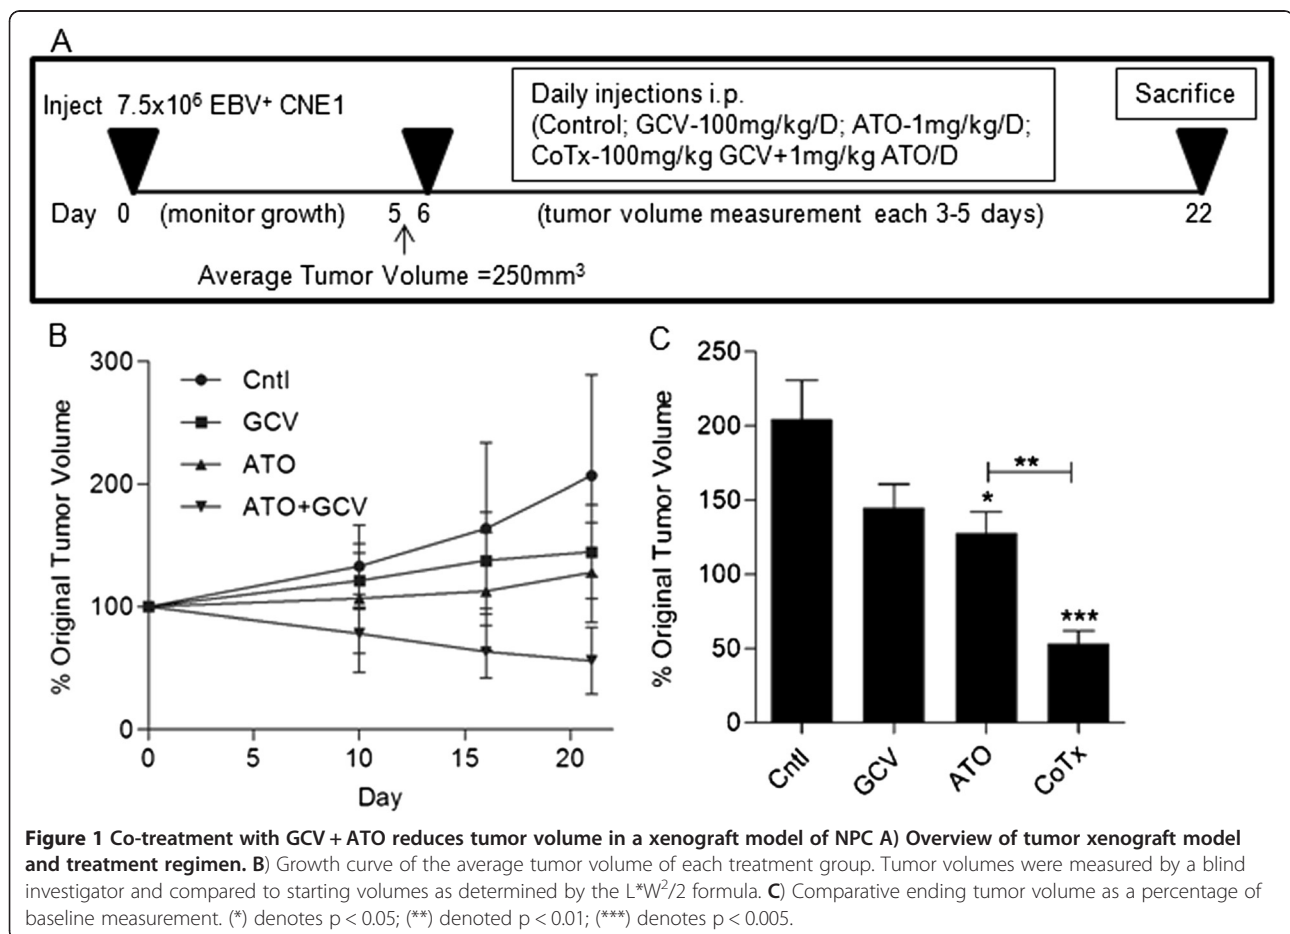 A
Inject 7.5x10⁶ EBV⁺ CNE1
Daily injections i.p.
(Control; GCV-100mg/kg/D; ATO-1mg/kg/D;
CoTx-100mg/kg GCV+1mg/kg ATO/D
Sacrifice
Day 0 (monitor growth) 5 6 (tumor volume measurement each 3-5 days) 22
Average Tumor Volume =250mm³
B
% Original Tumor Volume
300
200
100
0
Cntl
GCV
ATO
ATO+GCV
0 5 10 15 20
Day
C
% Original Tumor Volume
250
200
150
100
50
0
**
*
***
Cntl
GCV
ATO
CoTx
Figure 1 Co-treatment with GCV + ATO reduces tumor volume in a xenograft model of NPC A) Overview of tumor xenograft model
and treatment regimen. B) Growth curve of the average tumor volume of each treatment group. Tumor volumes were measured by a blind
investigator and compared to starting volumes as determined by the L*W²/2 formula. C) Comparative ending tumor volume as a percentage of
baseline measurement. (*) denotes p < 0.05; (**) denoted p < 0.01; (***) denotes p < 0.005.